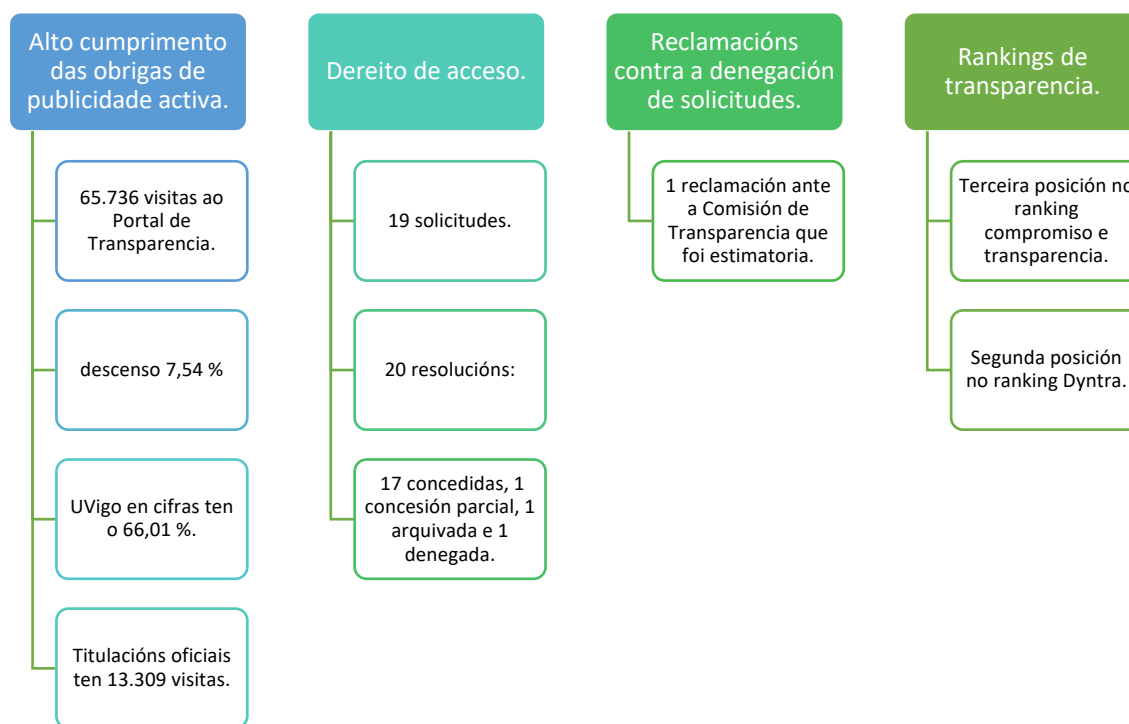 Alto cumprimento
das obrigas de
publicidade activa.
65.736 visitas ao
Portal de
Transparencia.
descenso 7,54 %
UVigo en cifras ten
o 66,01 %.
Titulacións oficiais
ten 13.309 visitas.
Dereito de acceso.
19 solicitudes.
20 resolucións:
17 concedidas, 1
concesión parcial, 1
arquivada e 1
denegada.
Reclamacións
contra a denegación
de solicitudes.
1 reclamación ante
a Comisión de
Transparencia que
foi estimatoria.
Rankings de
transparencia.
Terceira posición no
ranking
compromiso e
transparencia.
Segunda posición
no ranking Dyntra.